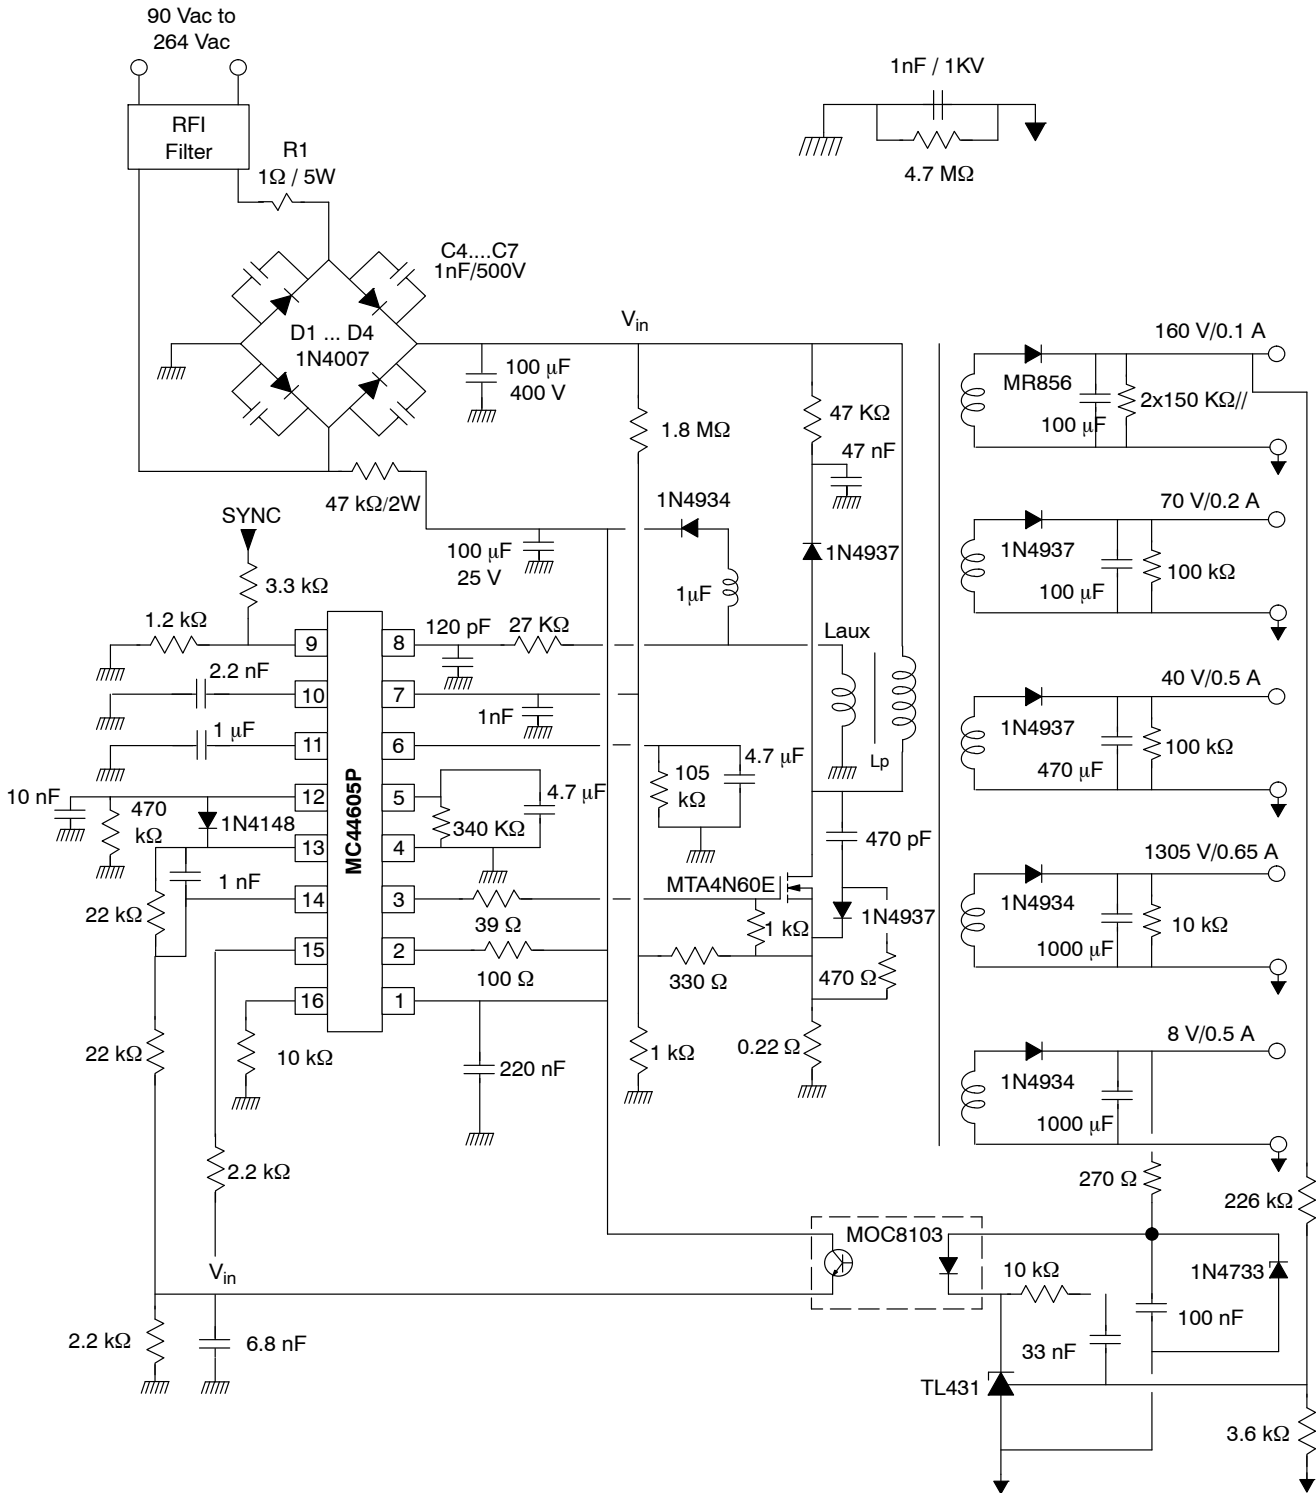 90 Vac to
264 Vac
RFI
Filter
R1
1Ω / 5W
1nF / 1KV
4.7 MΩ
C4....C7
1nF/500V
D1 ... D4
1N4007
Vin
100 µF
400 V
1.8 MΩ
47 KΩ
47 nF
160 V/0.1 A
MR856
100 µF
2x150 KΩ//
47 kΩ/2W
1N4934
100 µF
25 V
1µF
1N4937
70 V/0.2 A
1N4937
100 µF
100 kΩ
SYNC
3.3 kΩ
1.2 kΩ
2.2 nF
1 µF
10 nF
470
kΩ
1N4148
1 nF
22 kΩ
22 kΩ
MC44605P
9
10
11
12
13
14
15
16
8
7
6
5
4
3
2
1
120 pF
27 KΩ
1nF
Laux
Lp
40 V/0.5 A
1N4937
470 µF
100 kΩ
4.7 µF
340 KΩ
105
kΩ
4.7 µF
470 pF
MTA4N60E
1N4937
1 kΩ
39 Ω
100 Ω
330 Ω
470 Ω
1305 V/0.65 A
1N4934
1000 µF
10 kΩ
10 kΩ
220 nF
1 kΩ
0.22 Ω
8 V/0.5 A
1N4934
1000 µF
2.2 kΩ
Vin
270 Ω
226 kΩ
MOC8103
10 kΩ
1N4733
100 nF
33 nF
2.2 kΩ
6.8 nF
TL431
3.6 kΩ